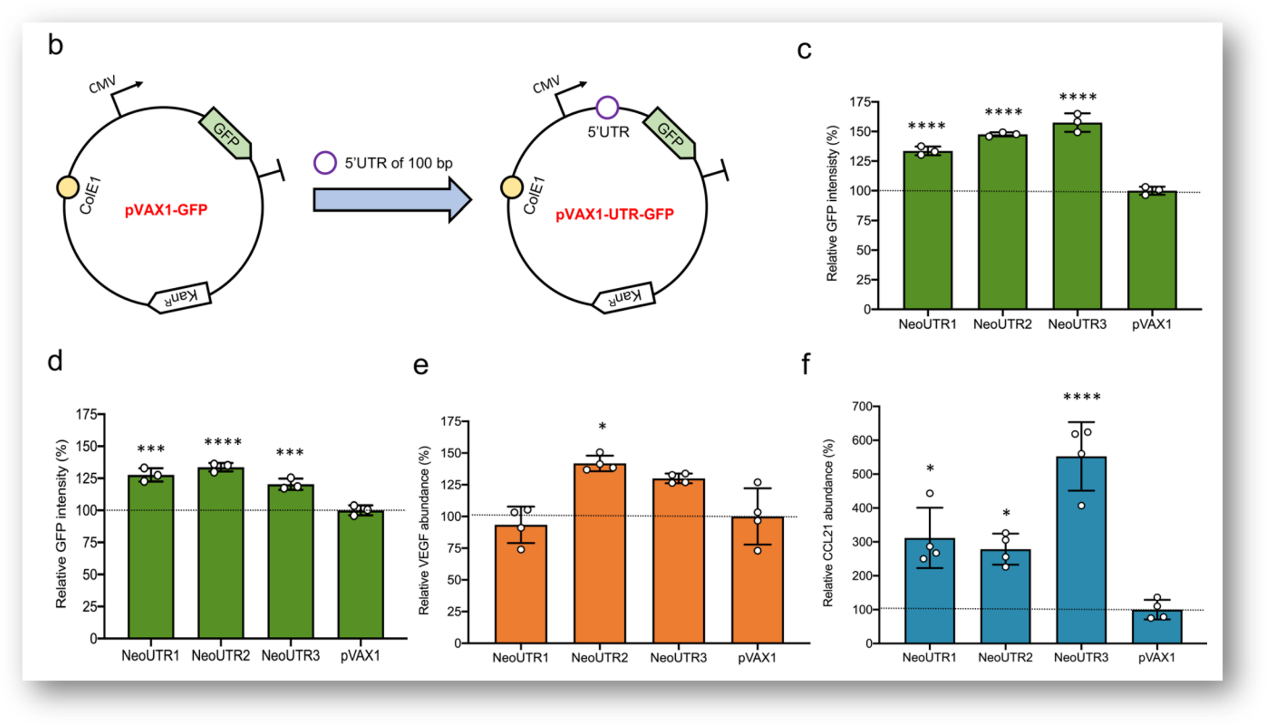 b
CMV
GFP
ColE1
pVAX1-GFP
KanR
5'UTR of 100 bp
CMV
5'UTR
GFP
ColE1
pVAX1-UTR-GFP
KanR
c
Relative GFP intensisty (%)
175
150
125
100
75
50
25
0
****
****
****
NeoUTR1 NeoUTR2 NeoUTR3 pVAX1
d
Relative GFP intensity (%)
175
150
125
100
75
50
25
0
***
****
***
NeoUTR1 NeoUTR2 NeoUTR3 pVAX1
e
Relative VEGF abundance (%)
175
150
125
100
75
50
25
0
*
NeoUTR1 NeoUTR2 NeoUTR3 pVAX1
f
Relative CCL21 abundance (%)
700
600
500
400
300
200
100
0
*
*
****
NeoUTR1 NeoUTR2 NeoUTR3 pVAX1